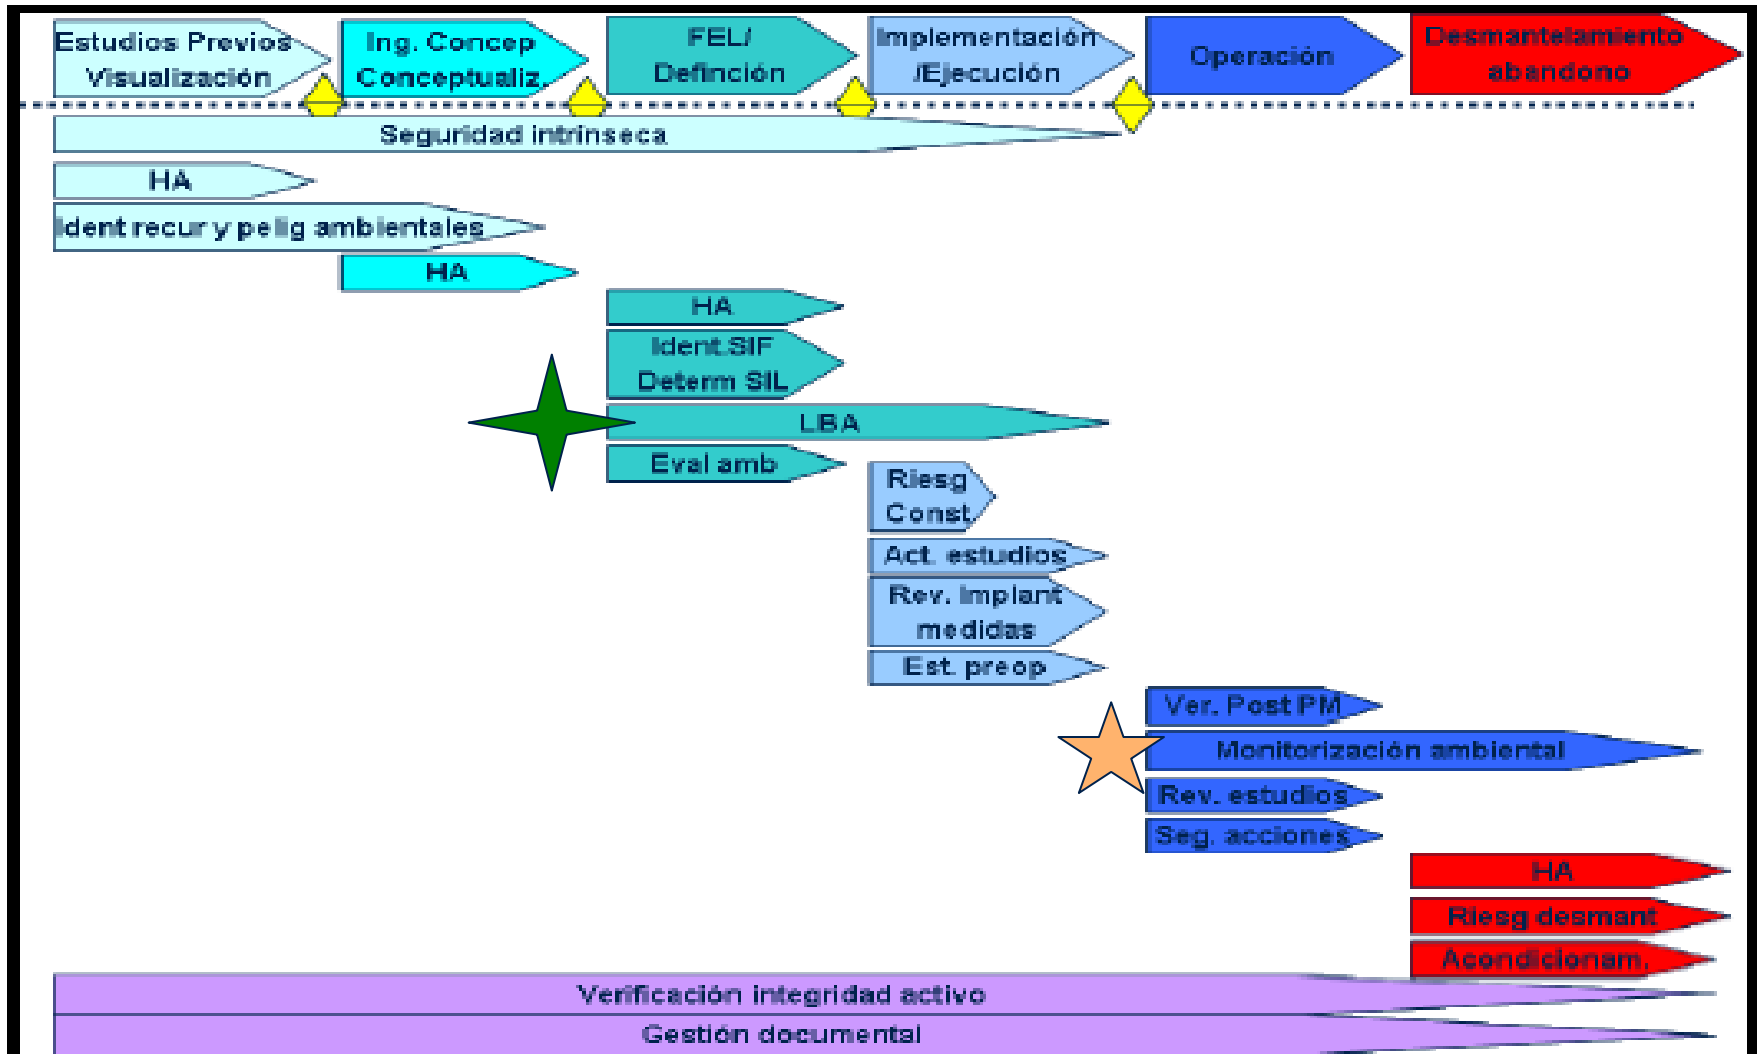 Estudios Previos
Visualización
Ing. Concep
Conceptualiz.
FEL/
Definción
Implementación
/Ejecución
Operación
Desmantelamiento
abandono
Seguridad intrínseca
HA
Ident recur y pelig ambientales
HA
HA
Ident.SIF
Determ SIL
LBA
Eval amb
Riesg
Const.
Act. estudios
Rev. Implant
medidas
Est. preop
Ver. Post PM
Monitorización ambiental
Rev. estudios
Seg. acciones
HA
Riesg desmant
Acondicionam.
Verificación integridad activo
Gestión documental